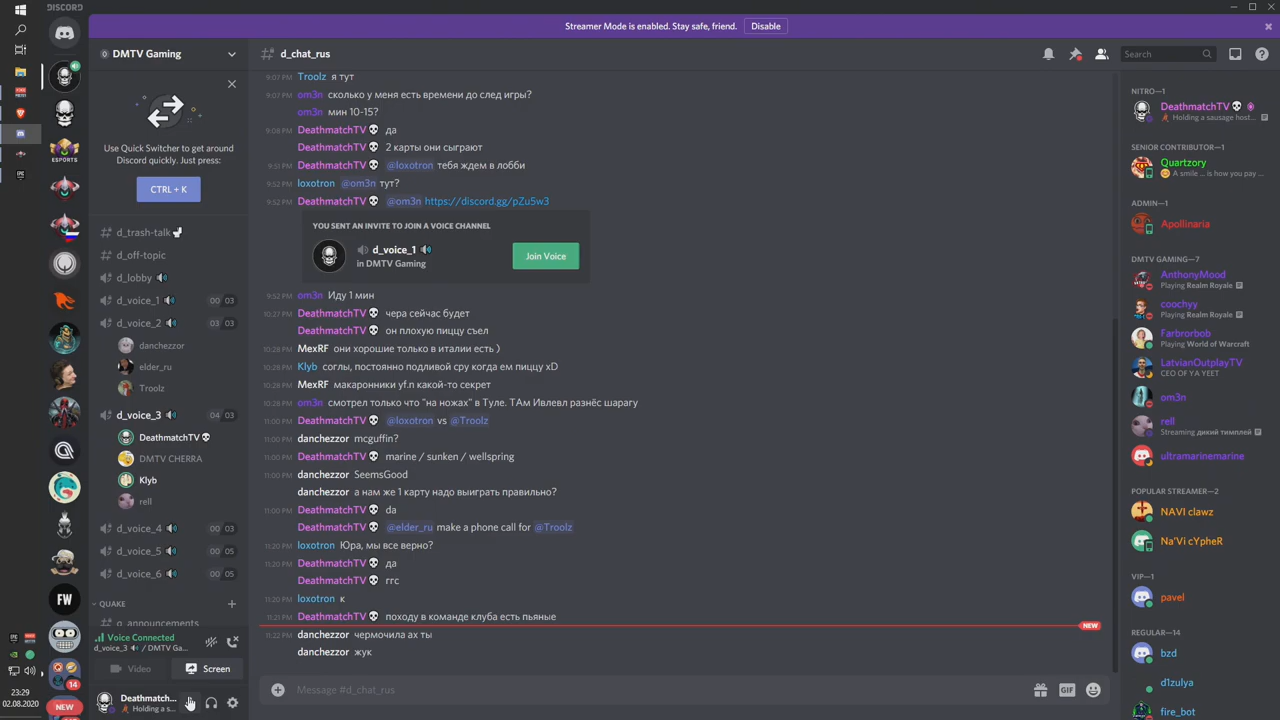 DISCORD
Streamer Mode is enabled. Stay safe, friend.
Disable
DMTV Gaming
d_chat_rus
Search
Use Quick Switcher to get around
Discord quickly. Just press:
CTRL + K
d_trash-talk
d_off-topic
d_lobby
d_voice_1 00 03
d_voice_2 03 03
danchezzor
elder_ru
Troolz
d_voice_3 04 03
DeathmatchTV
DMTV CHERRA
Klyb
rell
d_voice_4 00 03
d_voice_5 00 05
d_voice_6 00 05
QUAKE
q_announcements
Voice Connected
d_voice_3 / DMTV Ga...
Video
Screen
Deathmatch...
Holding a s...
ESPORTS
FW
14
NEW
23:29
02.08.2020
9:07 PM Troolz я тут
9:07 PM om3n сколько у меня есть времени до след игры?
om3n мин 10-15?
9:08 PM DeathmatchTV да
DeathmatchTV 2 карты они сыграют
9:51 PM DeathmatchTV @loxotron тебя ждем в лобби
9:52 PM loxotron @om3n тут?
9:52 PM DeathmatchTV @om3n https://discord.gg/pZu5w3
YOU SENT AN INVITE TO JOIN A VOICE CHANNEL
d_voice_1
in DMTV Gaming
Join Voice
9:52 PM om3n Иду 1 мин
10:27 PM DeathmatchTV чера сейчас будет
DeathmatchTV он плохую пиццу съел
10:28 PM MexRF они хорошие только в италии есть )
10:28 PM Klyb соглы, постоянно подливой сру когда ем пиццу xD
10:28 PM MexRF макаронники yf.n какой-то секрет
10:28 PM om3n смотрел только что "на ножах" в Туле. ТАм Ивлевл разнёс шарагу
11:00 PM DeathmatchTV @loxotron vs @Troolz
11:00 PM danchezzor mcguffin?
11:00 PM DeathmatchTV marine / sunken / wellspring
11:00 PM danchezzor SeemsGood
danchezzor а нам же 1 карту надо выиграть правильно?
11:00 PM DeathmatchTV da
DeathmatchTV @elder_ru make a phone call for @Troolz
11:20 PM loxotron Юра, мы все верно?
11:20 PM DeathmatchTV да
DeathmatchTV ггс
11:20 PM loxotron к
11:21 PM DeathmatchTV походу в команде клуба есть пьяные
NEW
11:22 PM danchezzor чермочила ах ты
danchezzor жук
Message #d_chat_rus
GIF
NITRO—1
DeathmatchTV
Holding a sausage host...
SENIOR CONTRIBUTOR—1
Quartzory
A smile ... is how you pay ...
ADMIN—1
Apollinaria
DMTV GAMING—7
AnthonyMood
Playing Realm Royale
coochyy
Playing Realm Royale
Farbrorbob
Playing World of Warcraft
LatvianOutplayTV
CEO OF YA YEET
om3n
rell
Streaming дикий тимплей
ultramarinemarine
POPULAR STREAMER—2
NAVI clawz
Na'Vi cYpheR
VIP—1
pavel
REGULAR—14
bzd
d1zulya
fire_bot